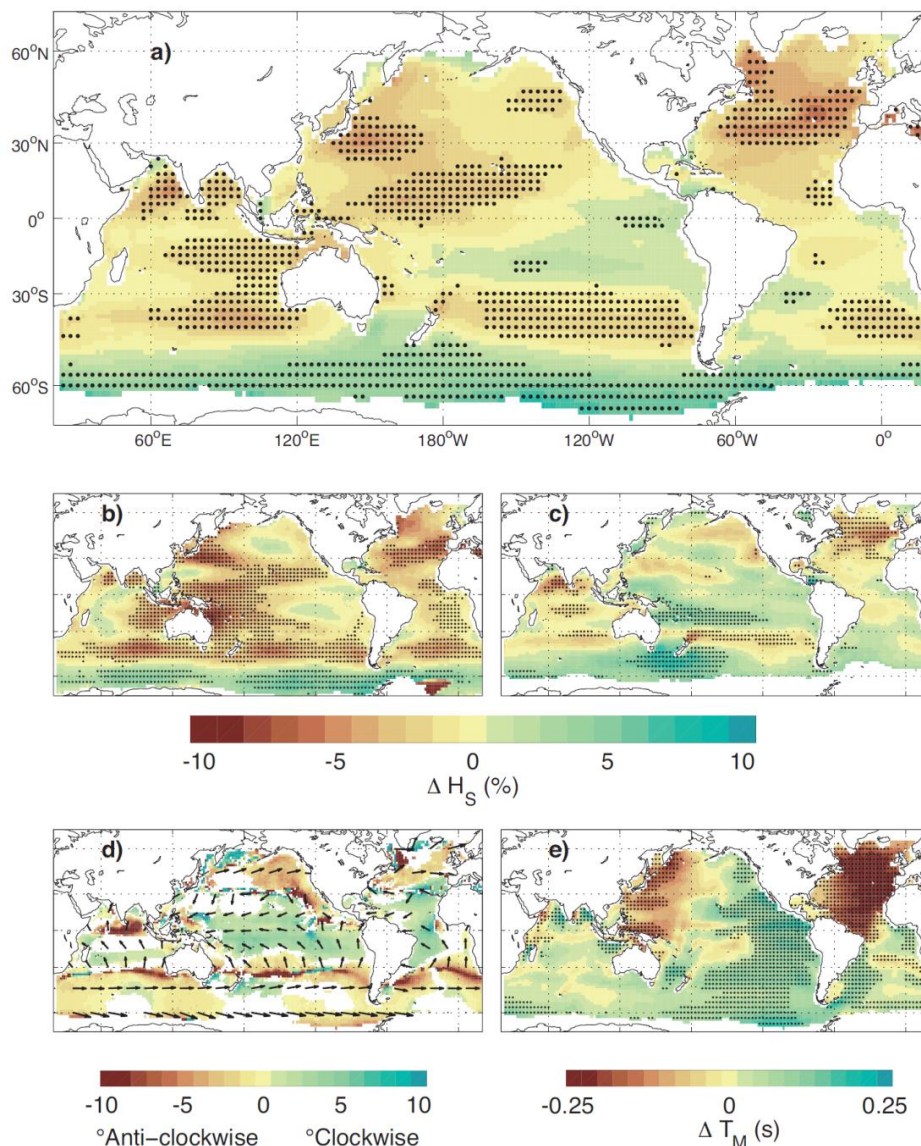 a)
60°N
30°N
0°
30°S
60°S
60°E
120°E
180°W
120°W
60°W
0°
b)
c)
-10
-5
0
5
10
Δ H_S (%)
d)
e)
-10
-5
0
5
10
°Anti-clockwise
°Clockwise
-0.25
0
0.25
Δ T_M (s)